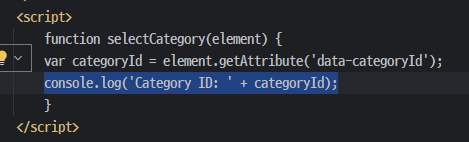 <script>
function selectCategory(element) {
var categoryId = element.getAttribute('data-categoryId');
console.log('Category ID: ' + categoryId);
}
</script>